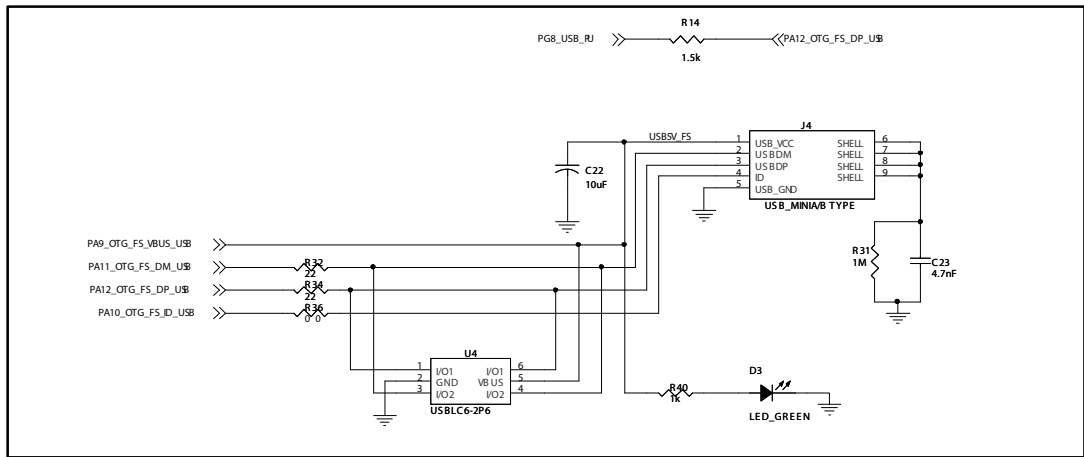 R14
PG8_USB_PU
PA12_OTG_FS_DP_USB
1.5k
J4
USB5V_FS
1 USB_VCC SHELL 6
2 USBDM SHELL 7
3 USBDP SHELL 8
4 ID SHELL 9
5 USB_GND
USB_MINIA/B TYPE
C22
10uF
PA9_OTG_FS_VBUS_USB
R31
1M
C23
4.7nF
PA11_OTG_FS_DM_USB
R32
22
PA12_OTG_FS_DP_USB
R34
22
PA10_OTG_FS_ID_USB
R36
0 0
U4
1 I/O1 I/O1 6
2 GND VBUS 5
3 I/O2 I/O2 4
USBLC6-2P6
R40
1k
D3
LED_GREEN